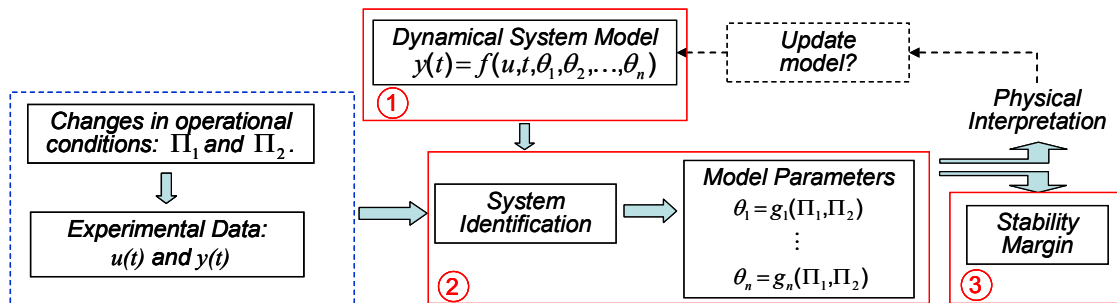 Changes in operational
conditions: Π₁ and Π₂.
Experimental Data:
u(t) and y(t)
Dynamical System Model
y(t)=f(u,t,θ₁,θ₂,…,θₙ)
1
Update
model?
Physical
Interpretation
System
Identification
Model Parameters
θ₁=g₁(Π₁,Π₂)
⋮
θₙ=gₙ(Π₁,Π₂)
2
Stability
Margin
3